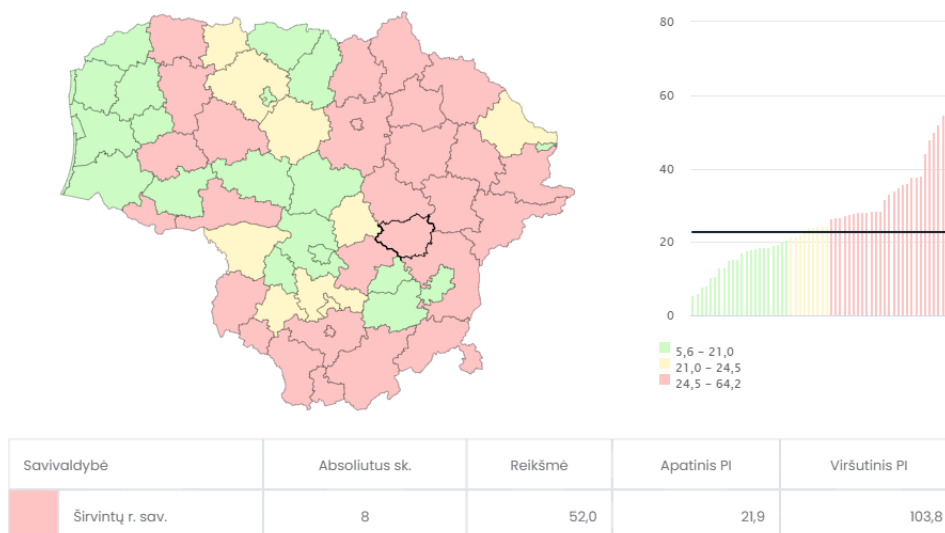 80
60
40
20
0
5,6 – 21,0
21,0 – 24,5
24,5 – 64,2
Savivaldybė Absoliutus sk. Reikšmė Apatinis PI Viršutinis PI
Širvintų r. sav. 8 52,0 21,9 103,8